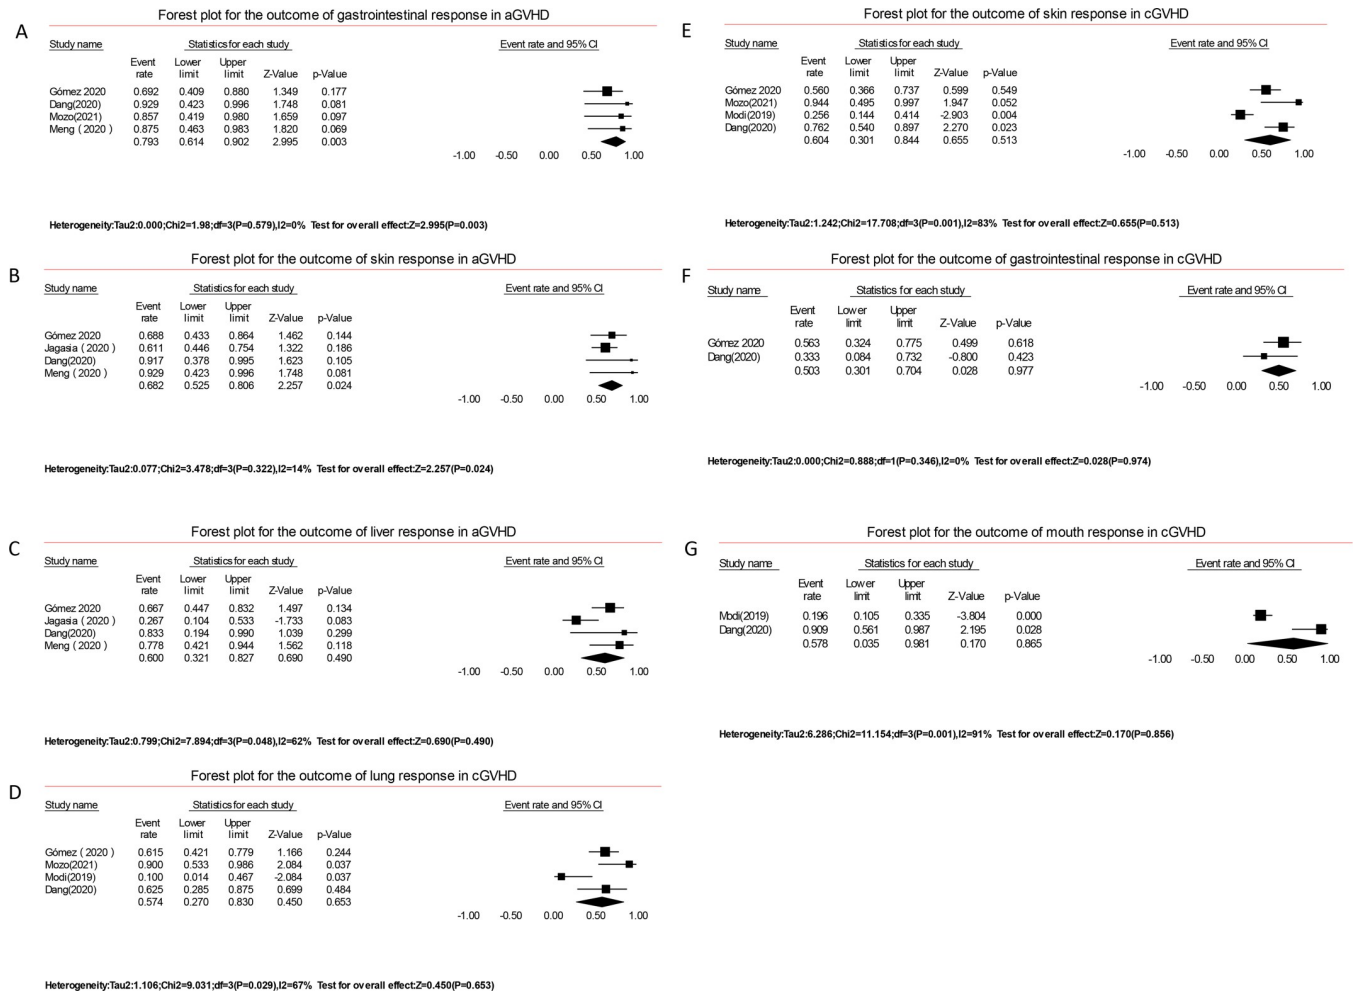 A
Forest plot for the outcome of gastrointestinal response in aGVHD
Study name Statistics for each study Event rate and 95% CI
Event Lower Upper
rate limit limit Z-Value p-Value
Gómez 2020 0.692 0.409 0.880 1.349 0.177
Dang(2020) 0.929 0.423 0.996 1.748 0.081
Mozo(2021) 0.857 0.419 0.980 1.659 0.097
Meng ( 2020 ) 0.875 0.463 0.983 1.820 0.069
0.793 0.614 0.902 2.995 0.003
-1.00 -0.50 0.00 0.50 1.00
Heterogeneity:Tau2:0.000;Chi2=1.98;df=3(P=0.579),I2=0% Test for overall effect:Z=2.995(P=0.003)
B
Forest plot for the outcome of skin response in aGVHD
Study name Statistics for each study Event rate and 95% CI
Event Lower Upper
rate limit limit Z-Value p-Value
Gómez 2020 0.688 0.433 0.864 1.462 0.144
Jagasia ( 2020 ) 0.611 0.446 0.754 1.322 0.186
Dang(2020) 0.917 0.378 0.995 1.623 0.105
Meng ( 2020 ) 0.929 0.423 0.996 1.748 0.081
0.682 0.525 0.806 2.257 0.024
-1.00 -0.50 0.00 0.50 1.00
Heterogeneity:Tau2:0.077;Chi2=3.478;df=3(P=0.322),I2=14% Test for overall effect:Z=2.257(P=0.024)
C
Forest plot for the outcome of liver response in aGVHD
Study name Statistics for each study Event rate and 95% CI
Event Lower Upper
rate limit limit Z-Value p-Value
Gómez 2020 0.667 0.447 0.832 1.497 0.134
Jagasia ( 2020 ) 0.267 0.104 0.533 -1.733 0.083
Dang(2020) 0.833 0.194 0.990 1.039 0.299
Meng ( 2020 ) 0.778 0.421 0.944 1.562 0.118
0.600 0.321 0.827 0.690 0.490
-1.00 -0.50 0.00 0.50 1.00
Heterogeneity:Tau2:0.799;Chi2=7.894;df=3(P=0.048),I2=62% Test for overall effect:Z=0.690(P=0.490)
D
Forest plot for the outcome of lung response in cGVHD
Study name Statistics for each study Event rate and 95% CI
Event Lower Upper
rate limit limit Z-Value p-Value
Gómez ( 2020 ) 0.615 0.421 0.779 1.166 0.244
Mozo(2021) 0.900 0.533 0.986 2.084 0.037
Modi(2019) 0.100 0.014 0.467 -2.084 0.037
Dang(2020) 0.625 0.285 0.875 0.699 0.484
0.574 0.270 0.830 0.450 0.653
-1.00 -0.50 0.00 0.50 1.00
Heterogeneity:Tau2:1.106;Chi2=9.031;df=3(P=0.029),I2=67% Test for overall effect:Z=0.450(P=0.653)
E
Forest plot for the outcome of skin response in cGVHD
Study name Statistics for each study Event rate and 95% CI
Event Lower Upper
rate limit limit Z-Value p-Value
Gómez 2020 0.560 0.366 0.737 0.599 0.549
Mozo(2021) 0.944 0.495 0.997 1.947 0.052
Modi(2019) 0.256 0.144 0.414 -2.903 0.004
Dang(2020) 0.762 0.540 0.897 2.270 0.023
0.604 0.301 0.844 0.655 0.513
-1.00 -0.50 0.00 0.50 1.00
Heterogeneity:Tau2:1.242;Chi2=17.708;df=3(P=0.001),I2=83% Test for overall effect:Z=0.655(P=0.513)
F
Forest plot for the outcome of gastrointestinal response in cGVHD
Study name Statistics for each study Event rate and 95% CI
Event Lower Upper
rate limit limit Z-Value p-Value
Gómez 2020 0.563 0.324 0.775 0.499 0.618
Dang(2020) 0.333 0.084 0.732 -0.800 0.423
0.503 0.301 0.704 0.028 0.977
-1.00 -0.50 0.00 0.50 1.00
Heterogeneity:Tau2:0.000;Chi2=0.888;df=1(P=0.346),I2=0% Test for overall effect:Z=0.028(P=0.974)
G
Forest plot for the outcome of mouth response in cGVHD
Study name Statistics for each study Event rate and 95% CI
Event Lower Upper
rate limit limit Z-Value p-Value
Modi(2019) 0.196 0.105 0.335 -3.804 0.000
Dang(2020) 0.909 0.561 0.987 2.195 0.028
0.578 0.035 0.981 0.170 0.865
-1.00 -0.50 0.00 0.50 1.00
Heterogeneity:Tau2:6.286;Chi2=11.154;df=3(P=0.001),I2=91% Test for overall effect:Z=0.170(P=0.856)